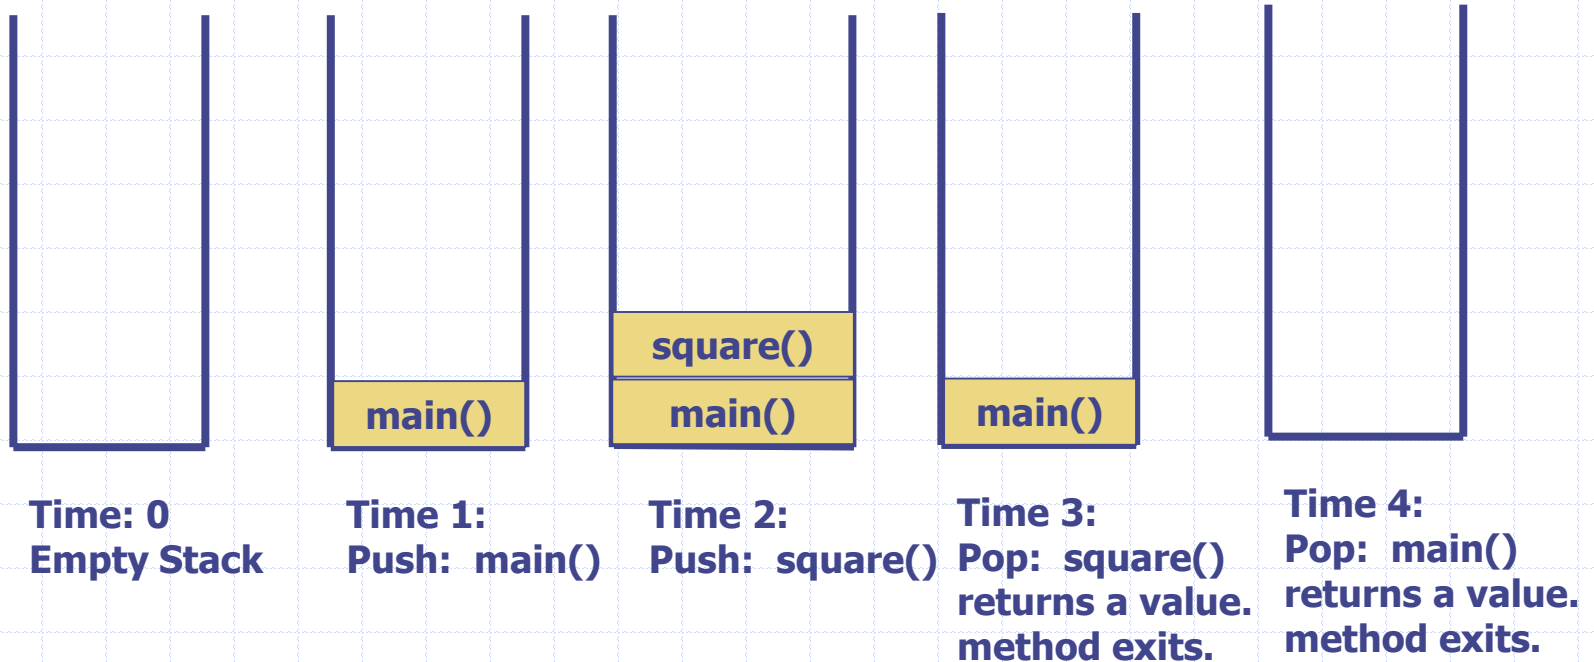 square()
main()
main()
main()
Time: 0
Empty Stack
Time 1:
Push: main()
Time 2:
Push: square()
Time 3:
Pop: square()
returns a value.
method exits.
Time 4:
Pop: main()
returns a value.
method exits.